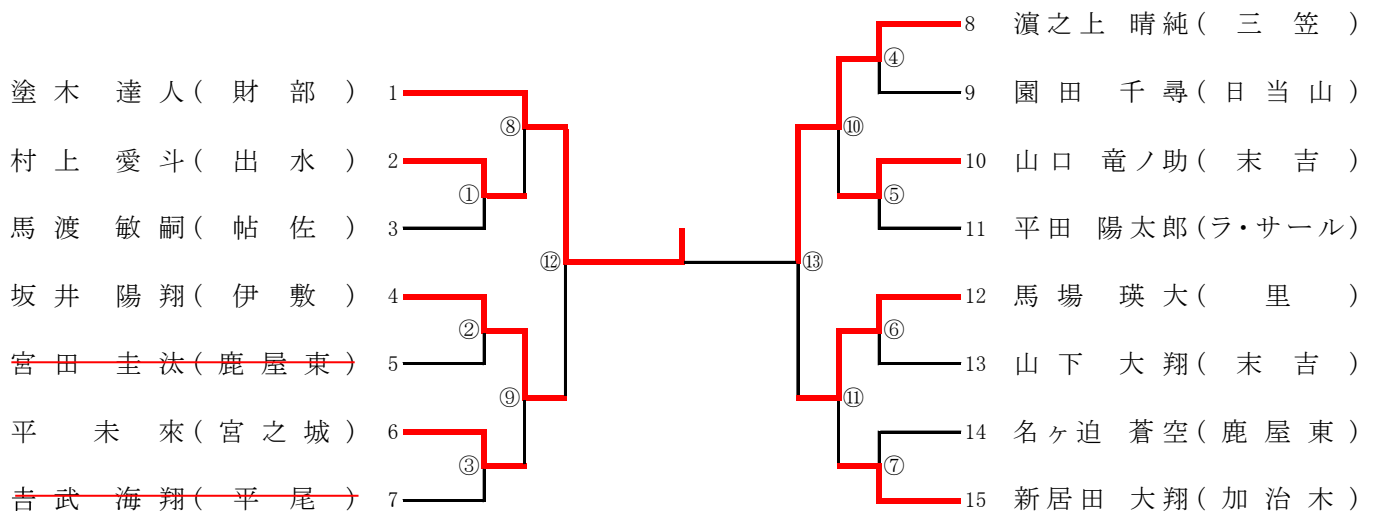 塗木 達人(財部) 1
村上 愛斗(出水) 2
馬渡 敏嗣(帖佐) 3
坂井 陽翔(伊敷) 4
宮田 圭汰(鹿屋東) 5
平 未來(宮之城) 6
吉武 海翔(平尾) 7
⑧
①
②
⑨
③
⑫
⑬
④
⑩
⑤
⑥
⑪
⑦
8 濵之上 晴純(三笠)
9 園田 千尋(日当山)
10 山口 竜ノ助(末吉)
11 平田 陽太郎(ラ・サール)
12 馬場 瑛大(里)
13 山下 大翔(末吉)
14 名ヶ迫 蒼空(鹿屋東)
15 新居田 大翔(加治木)